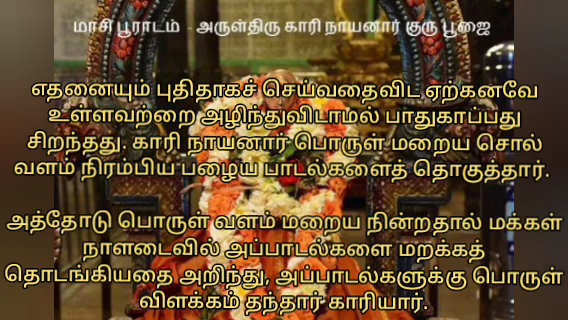 மாசி பூராடம் - அருள்திரு காரி நாயனார் குரு பூஜை
எதனையும் புதிதாகச் செய்வதைவிட ஏற்கனவே
உள்ளவற்றை அழிந்துவிடாமல் பாதுகாப்பது
சிறந்தது. காரி நாயனார் பொருள் மறைய சொல்
வளம் நிரம்பிய பழைய பாடல்களைத் தொகுத்தார்.
அத்தோடு பொருள் வளம் மறைய நின்றதால் மக்கள்
நாளடைவில் அப்பாடல்களை மறக்கத்
தொடங்கியதை அறிந்து, அப்பாடல்களுக்கு பொருள்
விளக்கம் தந்தார் காரியார்.